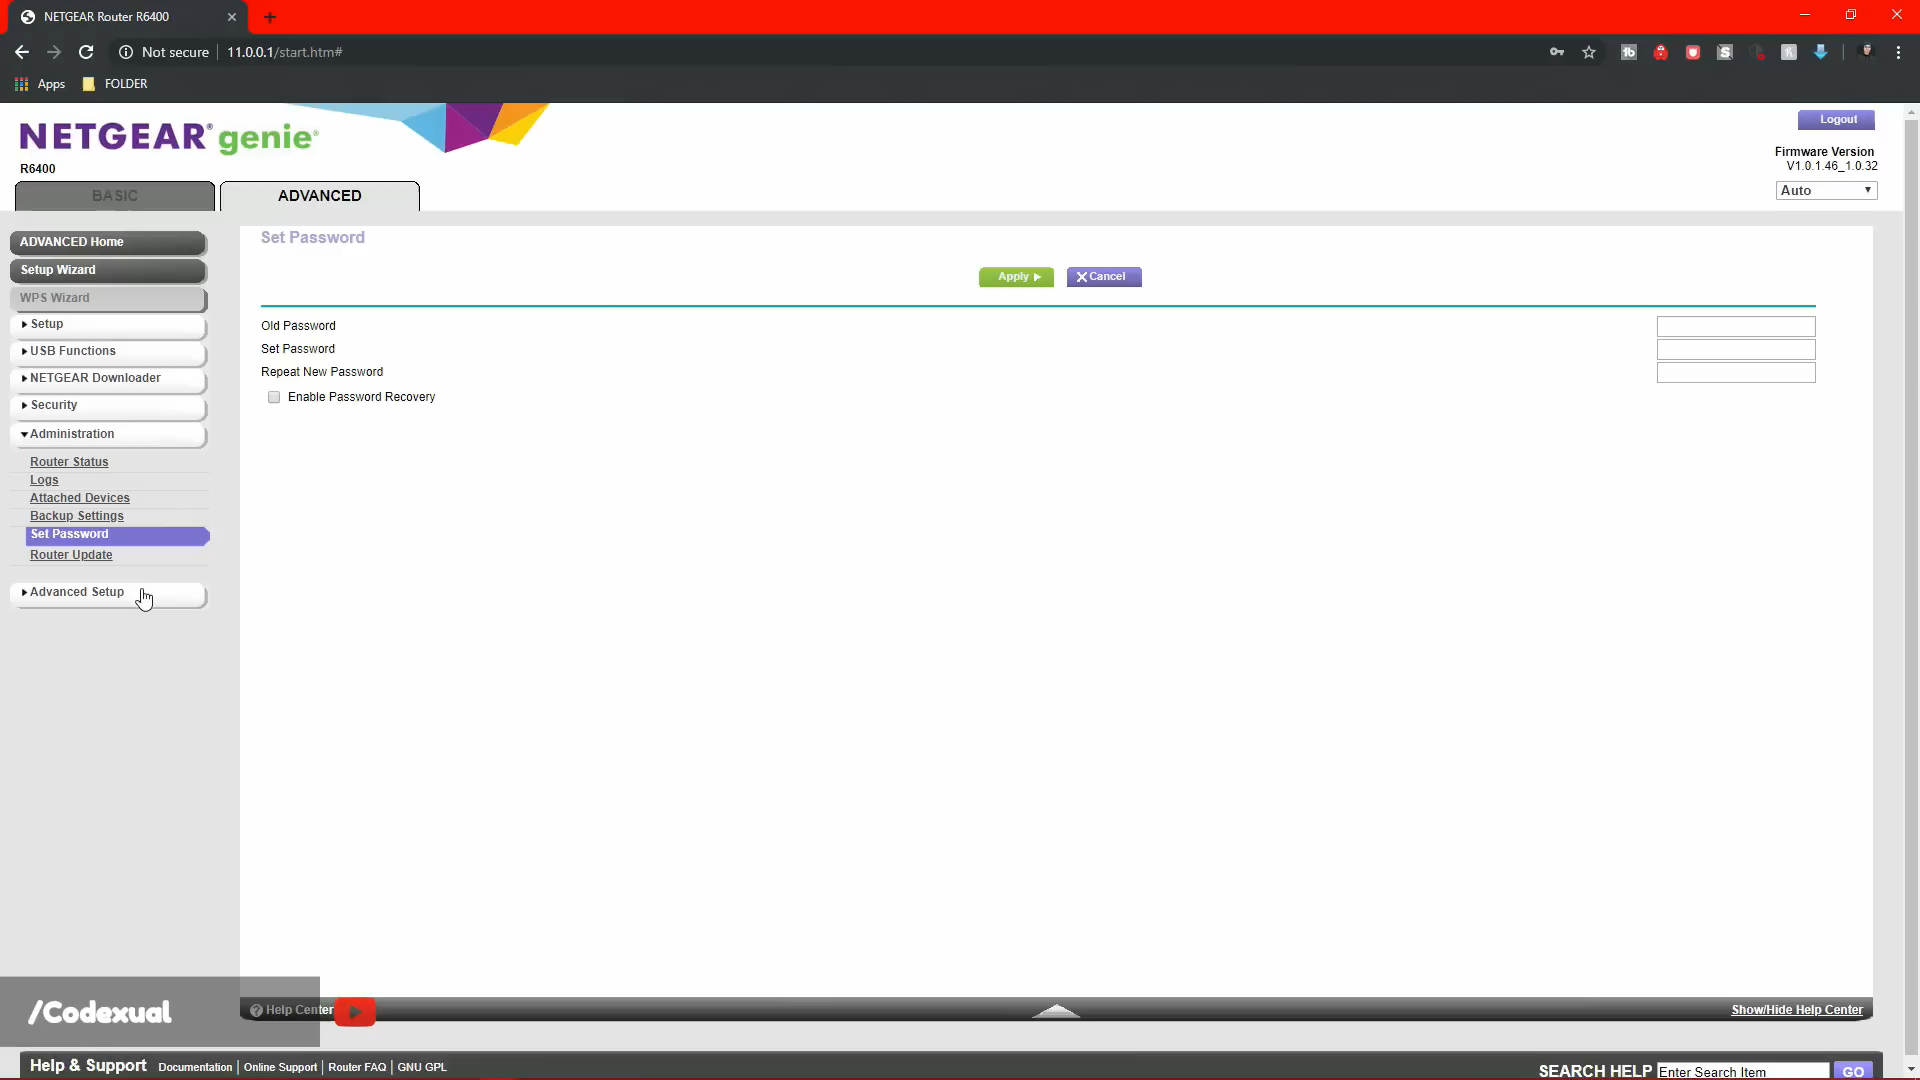 NETGEAR Router R6400
Not secure 11.0.0.1/start.htm#
Apps FOLDER
NETGEAR® genie®
R6400
Logout
Firmware Version
V1.0.1.46_1.0.32
Auto
BASIC
ADVANCED
ADVANCED Home
Setup Wizard
WPS Wizard
Setup
USB Functions
NETGEAR Downloader
Security
Administration
Router Status
Logs
Attached Devices
Backup Settings
Set Password
Router Update
Advanced Setup
Set Password
Apply
Cancel
Old Password
Set Password
Repeat New Password
Enable Password Recovery
/Codexual
Help Center
Show/Hide Help Center
Help & Support Documentation | Online Support | Router FAQ | GNU GPL
SEARCH HELP Enter Search Item GO